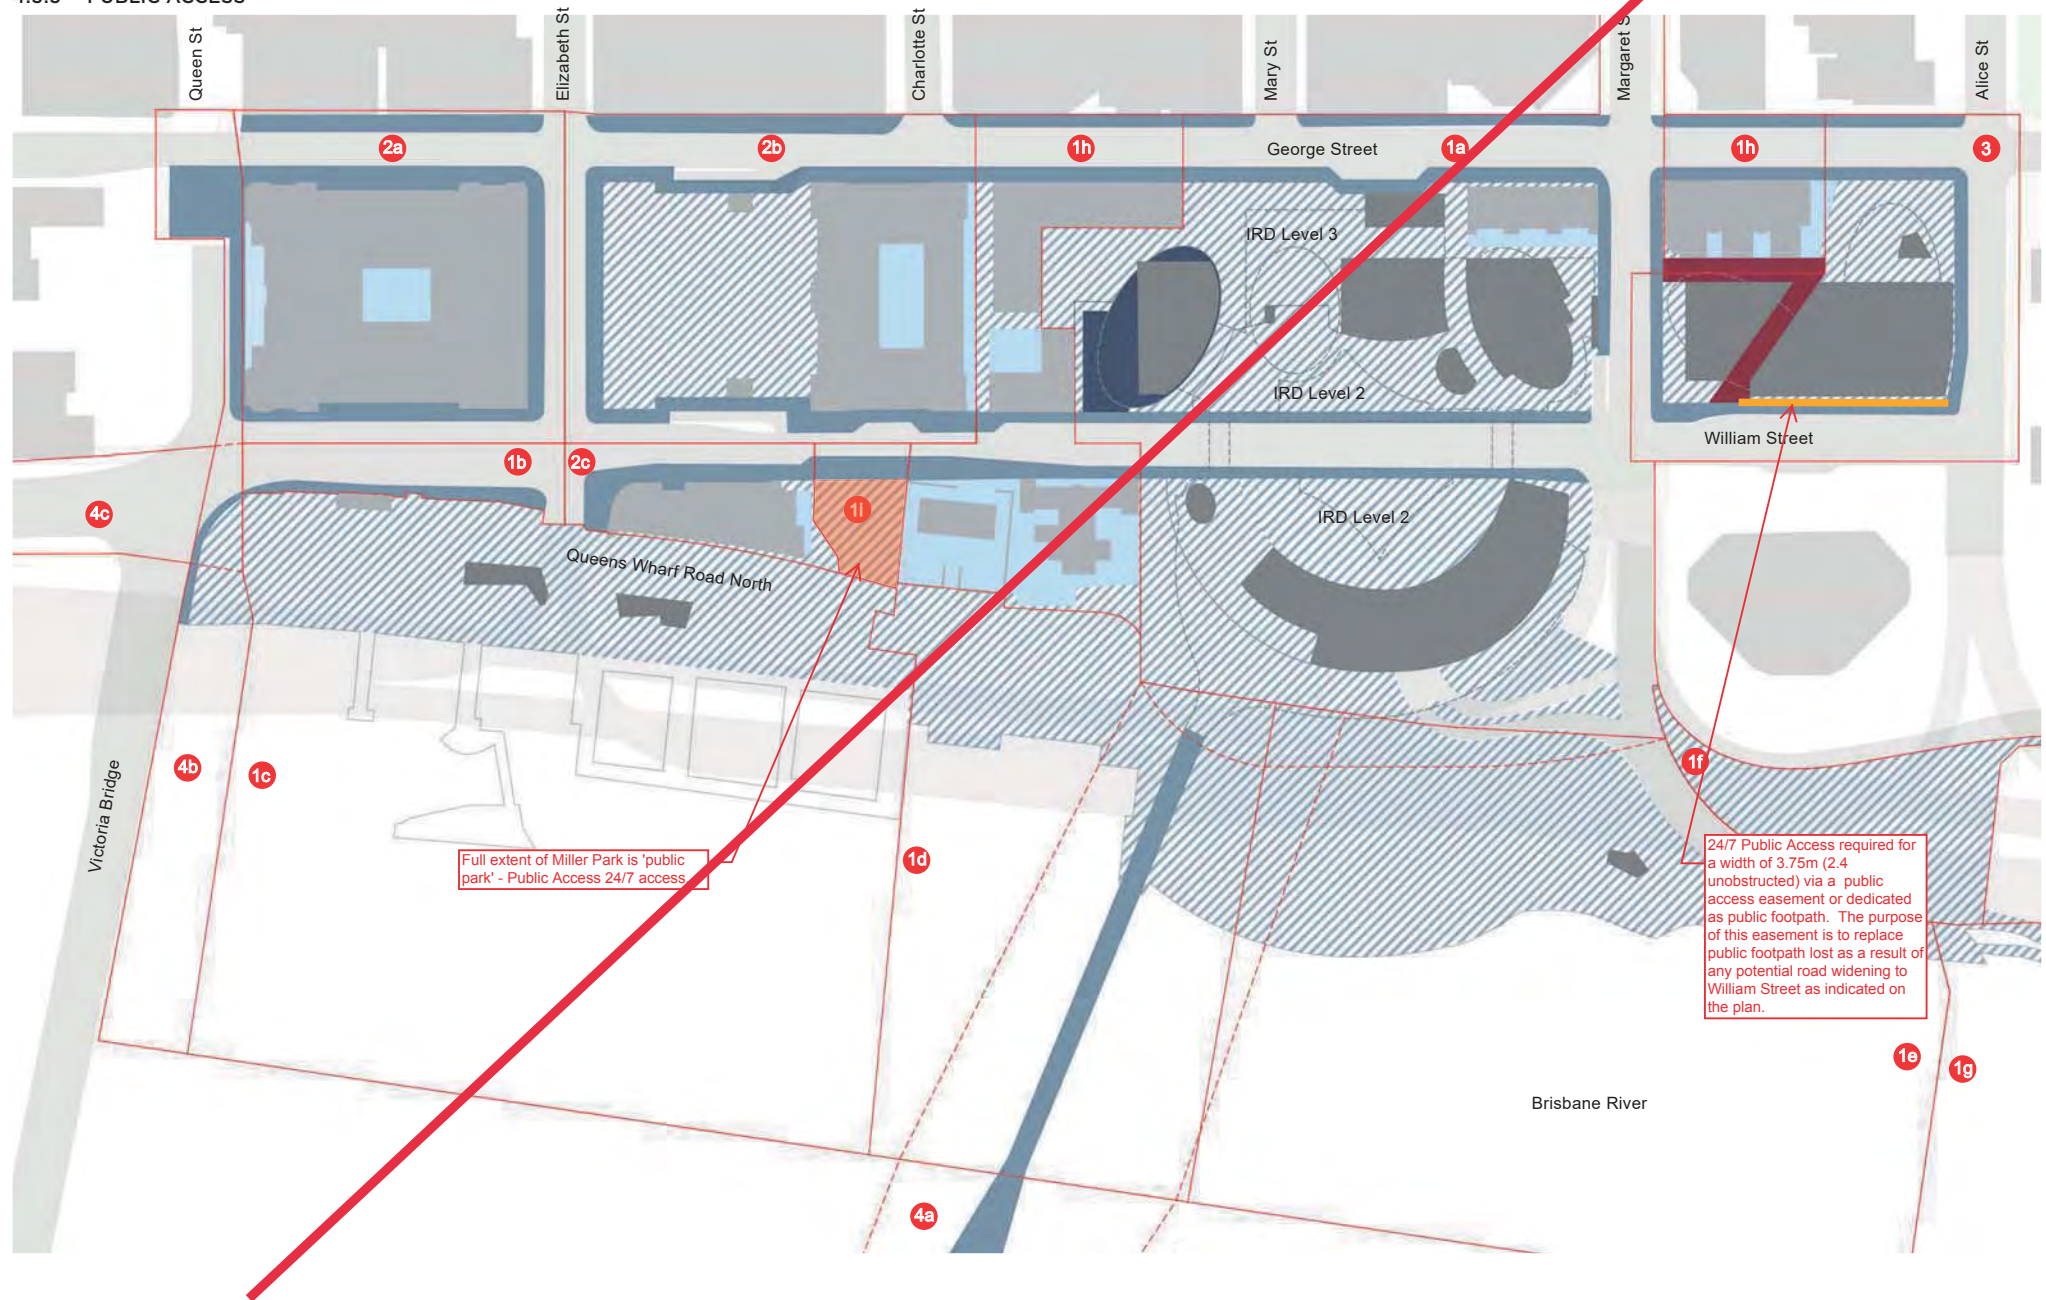 PUBLIC ACCESS
Queen St
Elizabeth St
Charlotte St
Mary St
Margaret St
Alice St
2a
2b
1h
George Street
1a
1h
3
IRD Level 3
IRD Level 2
William Street
1b
2c
4c
1l
IRD Level 2
Queens Wharf Road North
Victoria Bridge
4b
1c
1f
Full extent of Miller Park is 'public
park' - Public Access 24/7 access
1d
24/7 Public Access required for
a width of 3.75m (2.4
unobstructed) via a public
access easement or dedicated
as public footpath. The purpose
of this easement is to replace
public footpath lost as a result of
any potential road widening to
William Street as indicated on
the plan.
1e
1g
Brisbane River
4a